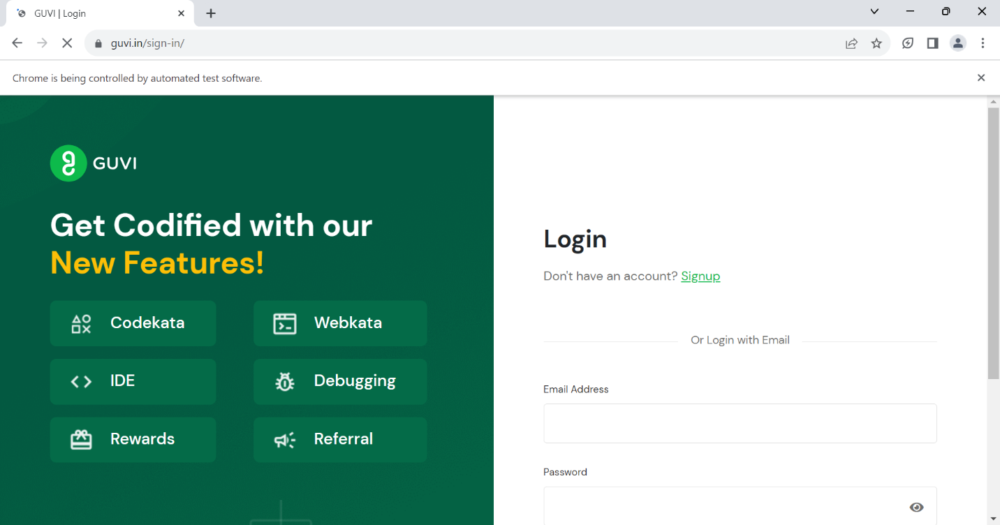 GUVI | Login
guvi.in/sign-in/
Chrome is being controlled by automated test software.
GUVI
Get Codified with our
New Features!
Codekata
Webkata
IDE
Debugging
Rewards
Referral
Login
Don't have an account? Signup
Or Login with Email
Email Address
Password